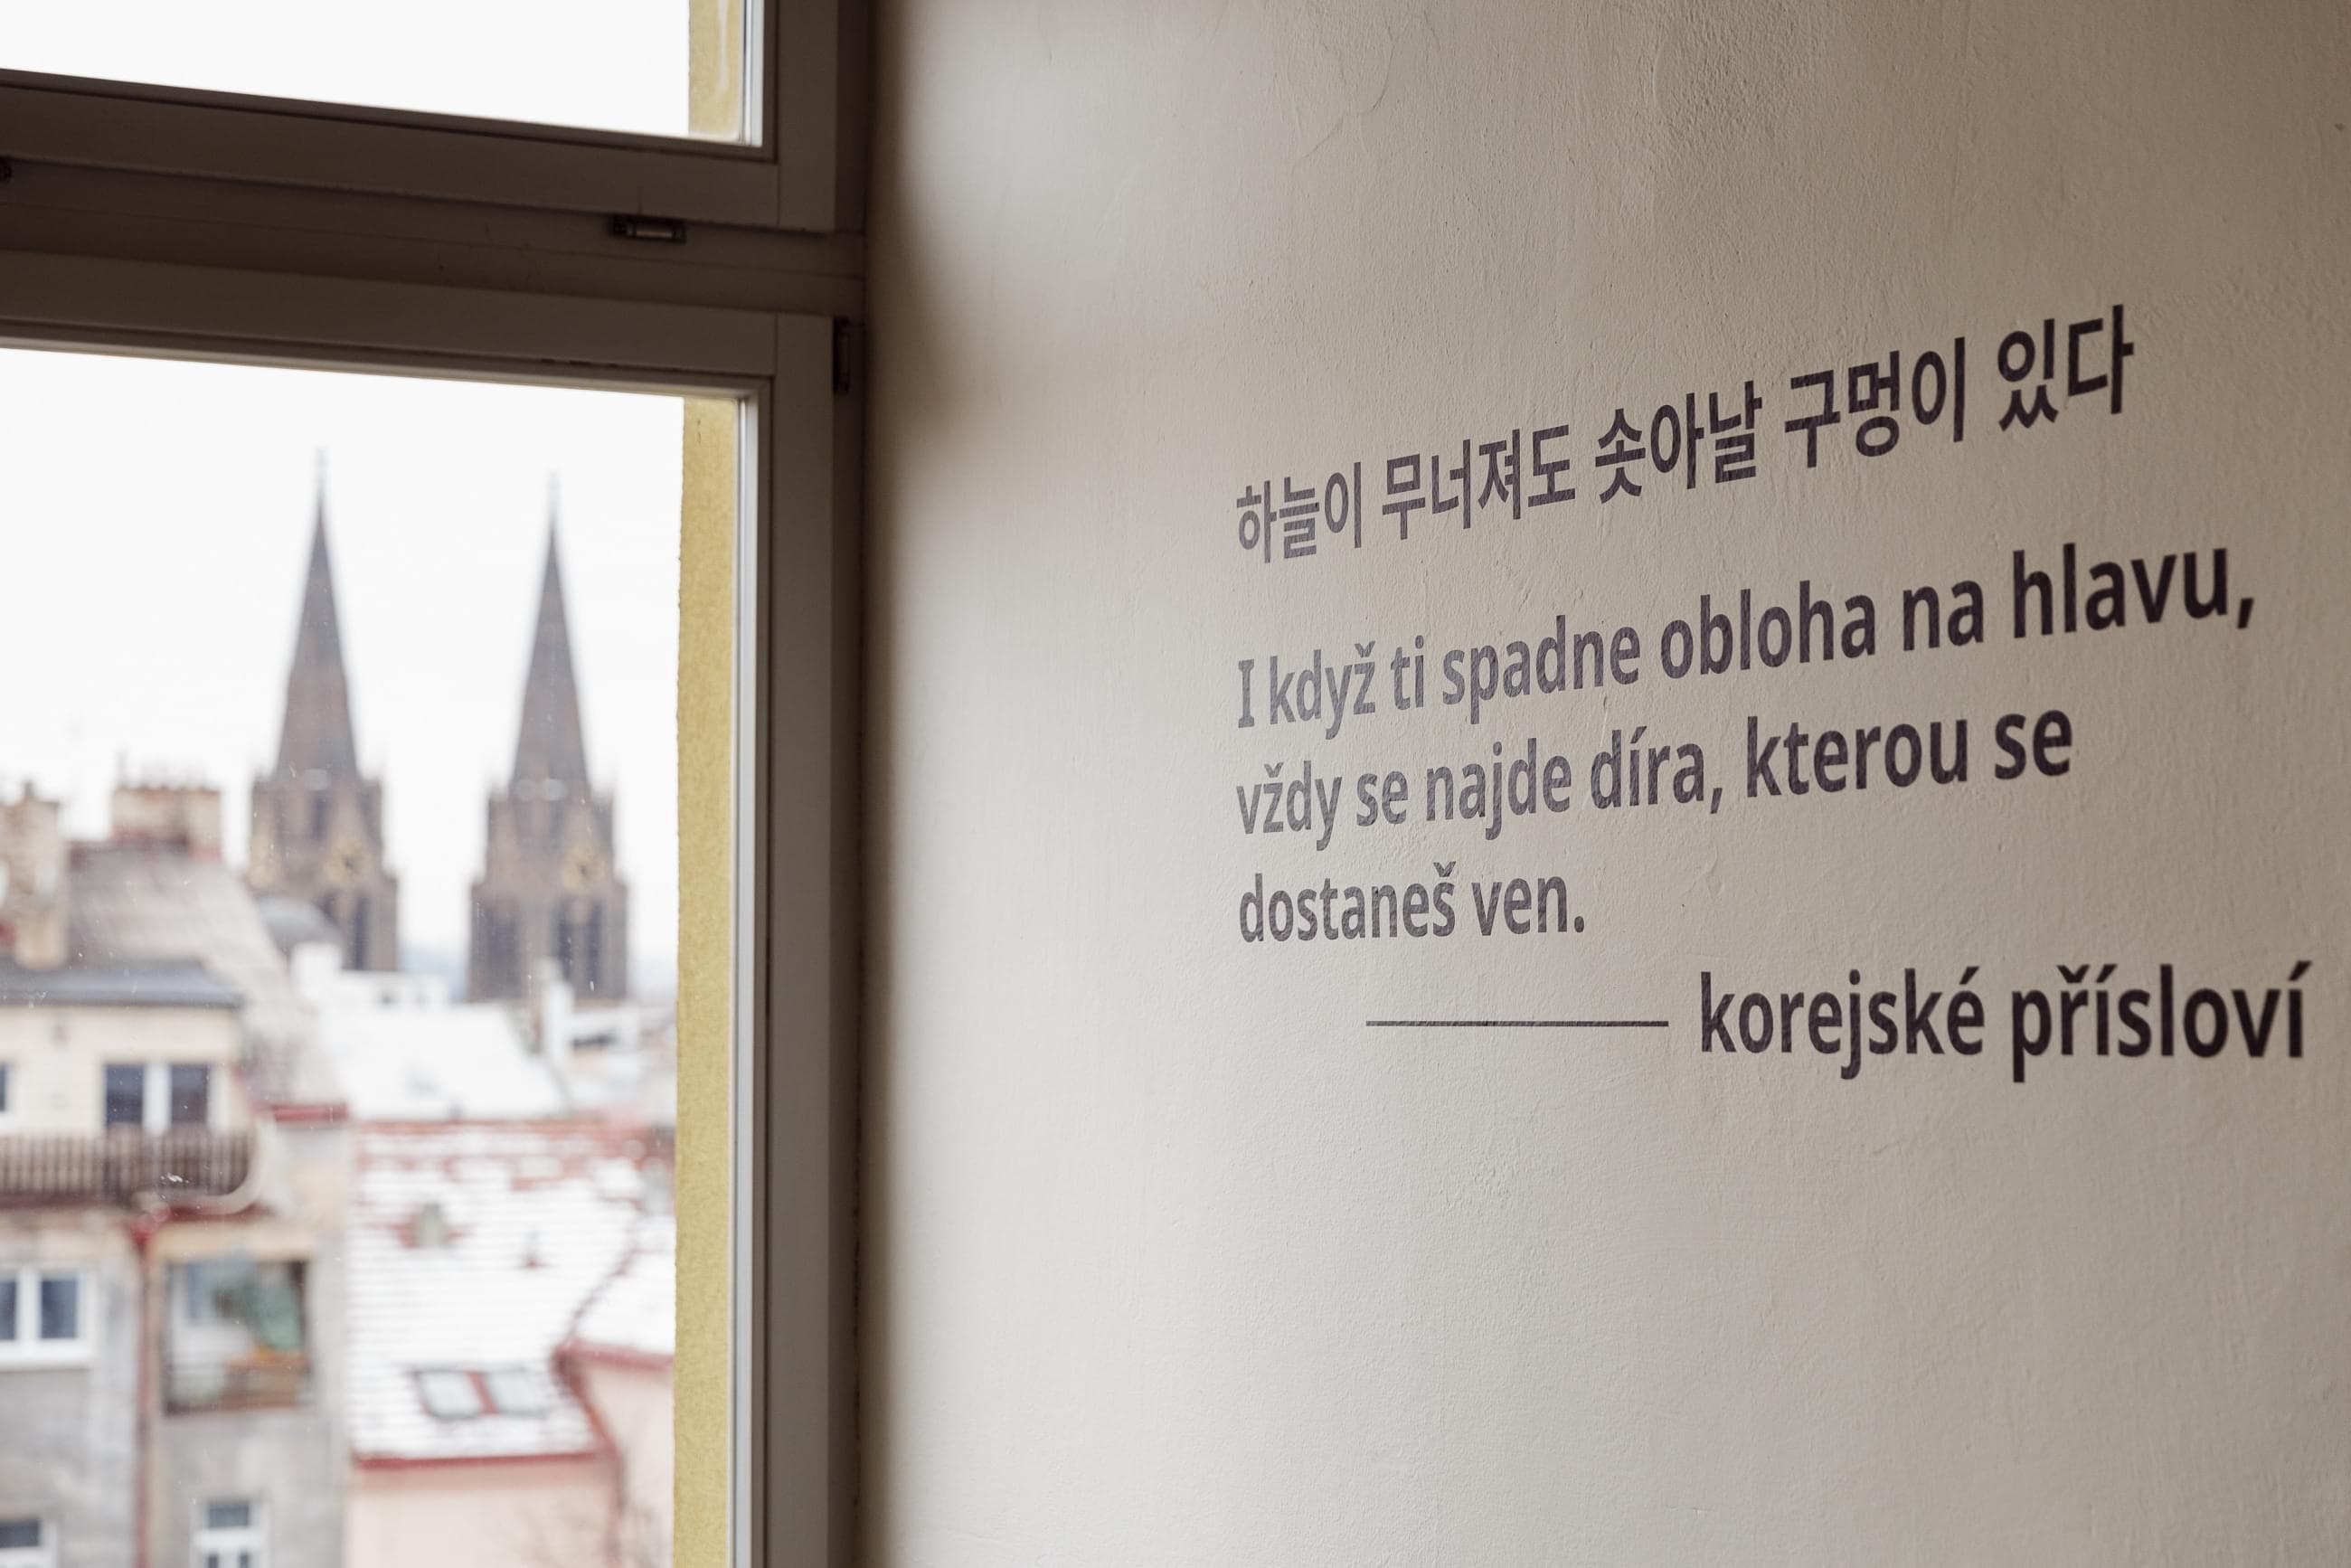 하늘이 무너져도 솟아날 구멍이 있다
I když ti spadne obloha na hlavu,
vždy se najde díra, kterou se
dostaneš ven.
korejské přísloví